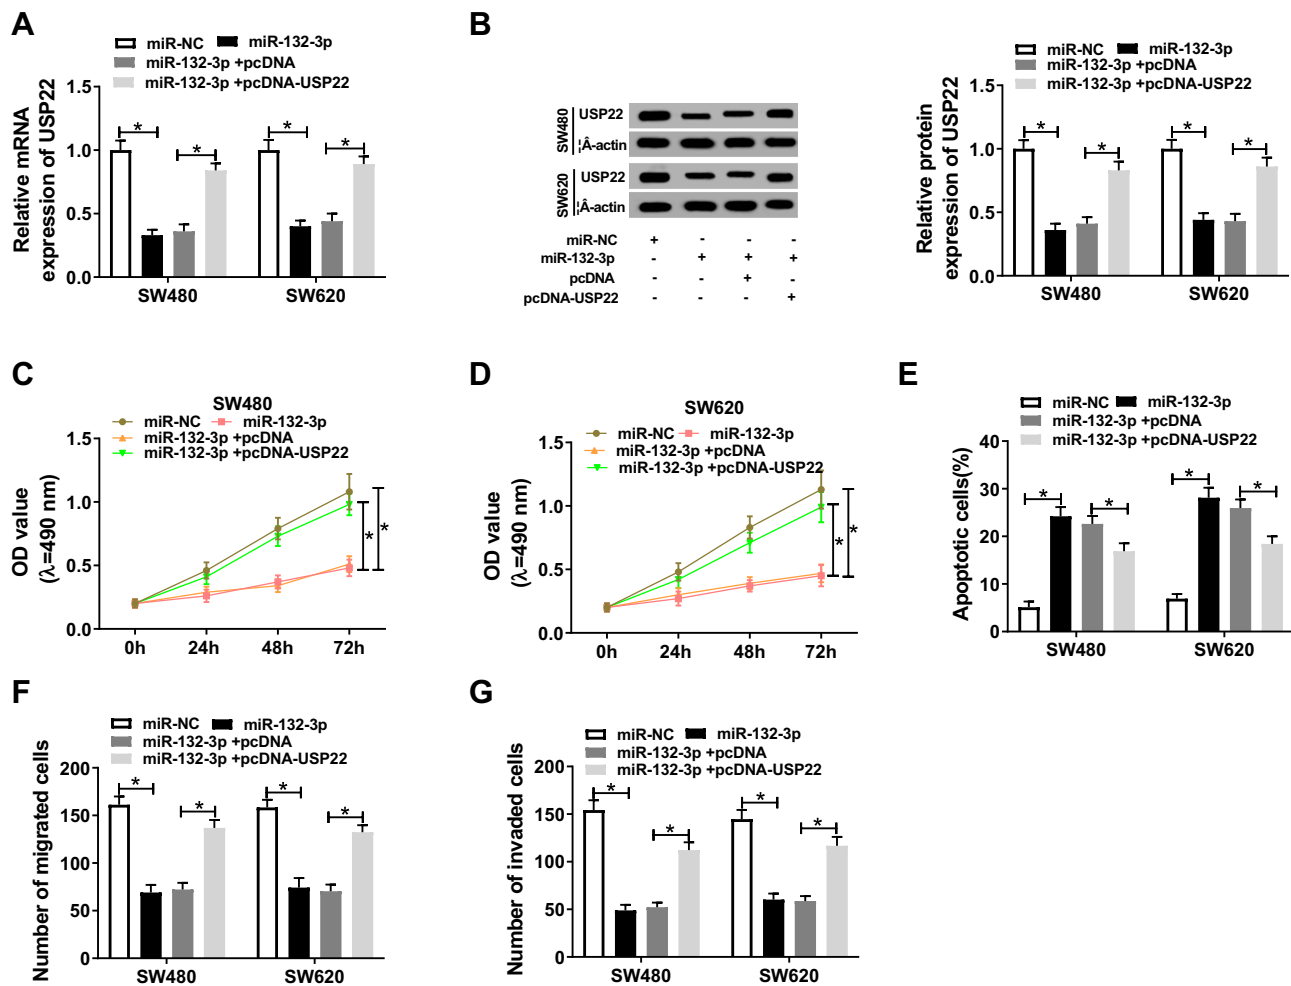 A
miR-NC miR-132-3p
miR-132-3p +pcDNA
miR-132-3p +pcDNA-USP22
Relative mRNA
expression of USP22
1.5
1.0
0.5
0.0
* * * *
SW480 SW620
B
SW480
USP22
¦Â-actin
SW620
USP22
¦Â-actin
miR-NC + - - -
miR-132-3p - + + +
pcDNA - - + -
pcDNA-USP22 - - - +
miR-NC miR-132-3p
miR-132-3p +pcDNA
miR-132-3p +pcDNA-USP22
Relative protein
expression of USP22
1.5
1.0
0.5
0.0
* * * *
SW480 SW620
C
SW480
miR-NC miR-132-3p
miR-132-3p +pcDNA
miR-132-3p +pcDNA-USP22
OD value
(λ=490 nm)
1.5
1.0
0.5
0.0
* *
0h 24h 48h 72h
D
SW620
miR-NC miR-132-3p
miR-132-3p +pcDNA
miR-132-3p +pcDNA-USP22
OD value
(λ=490 nm)
1.5
1.0
0.5
0.0
* *
0h 24h 48h 72h
E
miR-NC miR-132-3p
miR-132-3p +pcDNA
miR-132-3p +pcDNA-USP22
Apoptotic cells(%)
40
30
20
10
0
* * * *
SW480 SW620
F
miR-NC miR-132-3p
miR-132-3p +pcDNA
miR-132-3p +pcDNA-USP22
Number of migrated cells
200
150
100
50
0
* * * *
SW480 SW620
G
miR-NC miR-132-3p
miR-132-3p +pcDNA
miR-132-3p +pcDNA-USP22
Number of invaded cells
200
150
100
50
0
* * * *
SW480 SW620